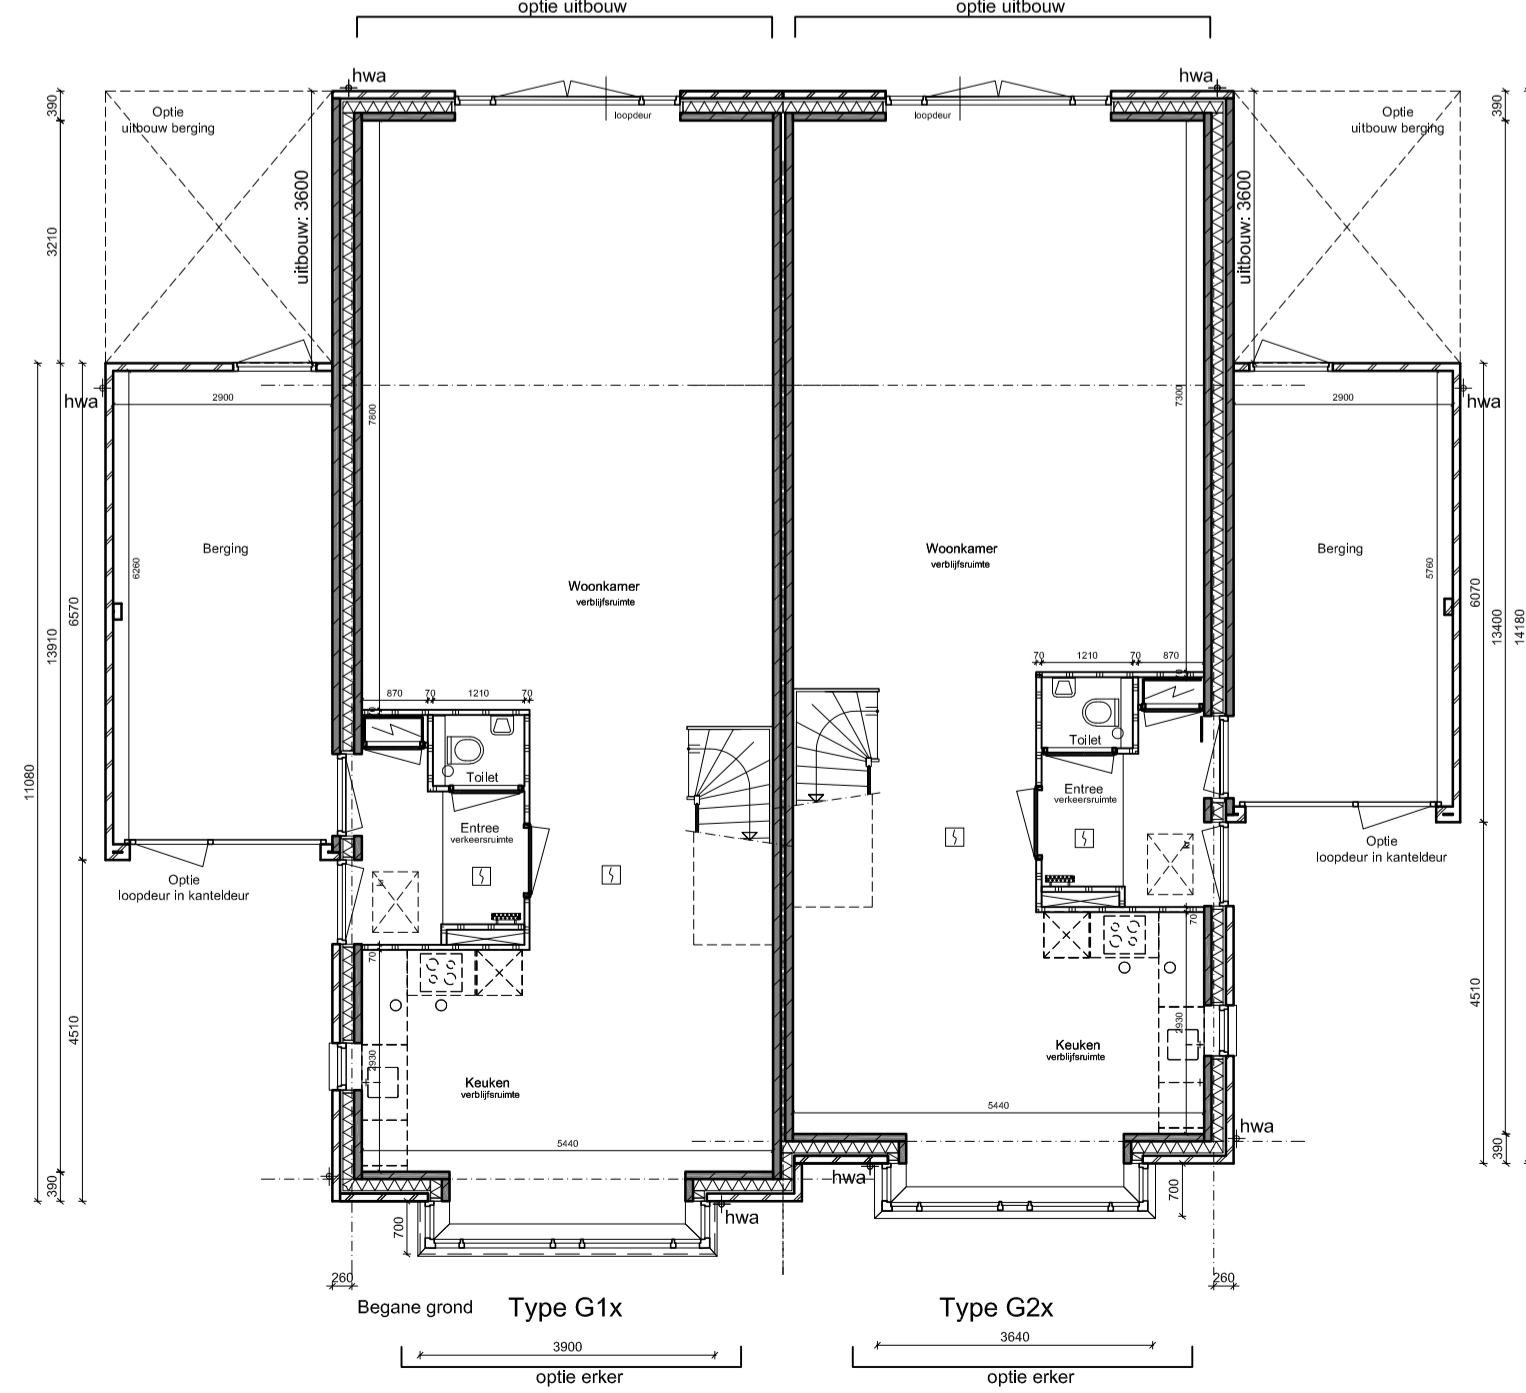 optie uitbouw
optie uitbouw
hwa
hwa
390
Optie
uitbouw berging
loopdeur
loopdeur
Optie
uitbouw berging
390
3210
uitbouw: 3600
uitbouw: 3600
hwa
2900
7800
7300
2900
hwa
Berging
6260
Woonkamer
verblijfsruimte
Woonkamer
verblijfsruimte
Berging
5760
6570
13910
11080
6070
13400
14180
70
1210
70
870
870
70
1210
70
Toilet
Toilet
Entree
verkeersruimte
Entree
verkeersruimte
Optie
loopdeur in kanteldeur
Optie
loopdeur in kanteldeur
70
70
4510
2930
Keuken
verblijfsruimte
Keuken
verblijfsruimte
2930
4510
5440
5440
390
hwa
390
hwa
700
hwa
700
260
260
Begane grond
Type G1x
Type G2x
3900
3640
optie erker
optie erker